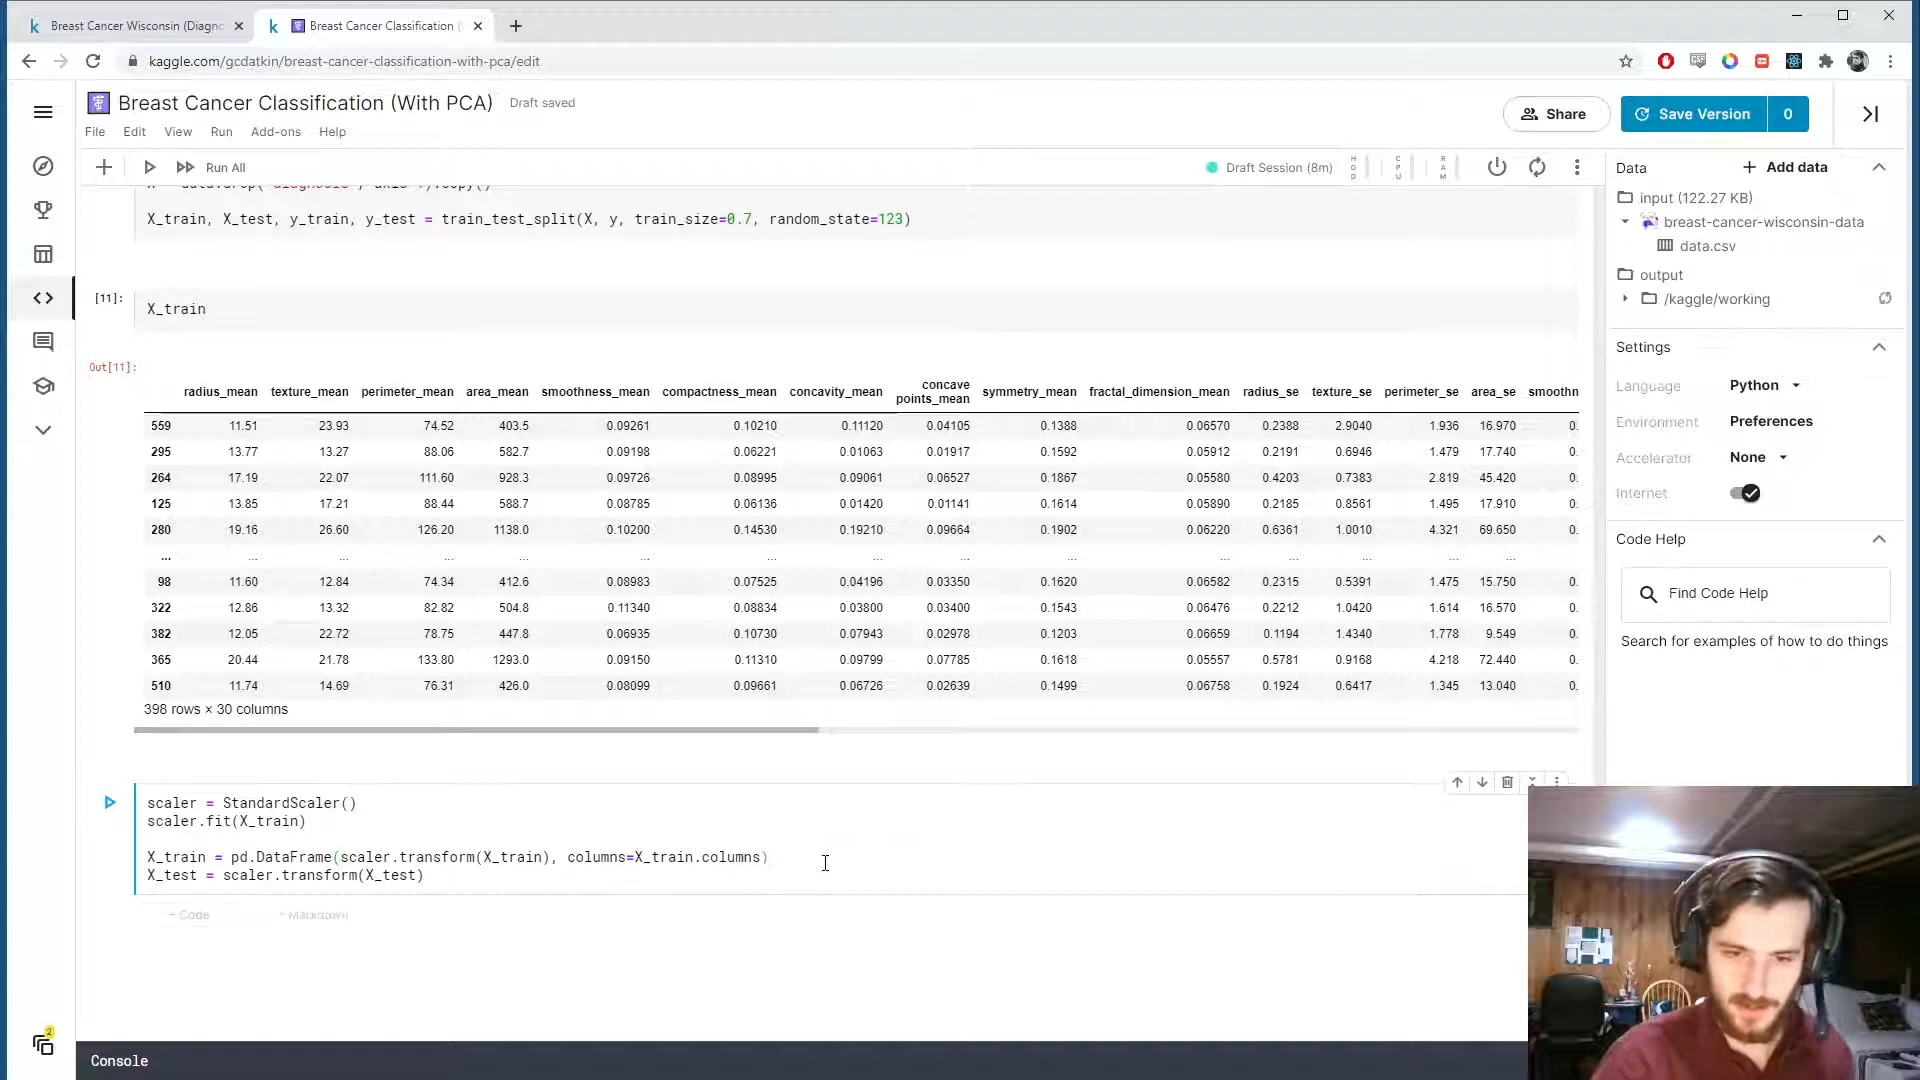 Breast Cancer Wisconsin (Diagno
Breast Cancer Classification (
kaggle.com/gcdatkin/breast-cancer-classification-with-pca/edit
Breast Cancer Classification (With PCA)
Draft saved
Share
Save Version
0
File
Edit
View
Run
Add-ons
Help
Run All
Draft Session (8m)
HDD
CPU
RAM
X_train, X_test, y_train, y_test = train_test_split(X, y, train_size=0.7, random_state=123)
[11]:
X_train
Out[11]:
radius_mean texture_mean perimeter_mean area_mean smoothness_mean compactness_mean concavity_mean concave points_mean symmetry_mean fractal_dimension_mean radius_se texture_se perimeter_se area_se smoothn
559 11.51 23.93 74.52 403.5 0.09261 0.10210 0.11120 0.04105 0.1388 0.06570 0.2388 2.9040 1.936 16.970 0.
295 13.77 13.27 88.06 582.7 0.09198 0.06221 0.01063 0.01917 0.1592 0.05912 0.2191 0.6946 1.479 17.740 0.
264 17.19 22.07 111.60 928.3 0.09726 0.08995 0.09061 0.06527 0.1867 0.05580 0.4203 0.7383 2.819 45.420 0.
125 13.85 17.21 88.44 588.7 0.08785 0.06136 0.01420 0.01141 0.1614 0.05890 0.2185 0.8561 1.495 17.910 0.
280 19.16 26.60 126.20 1138.0 0.10200 0.14530 0.19210 0.09664 0.1902 0.06220 0.6361 1.0010 4.321 69.650 0.
... ... ... ... ... ... ... ... ... ... ... ... ... ... ...
98 11.60 12.84 74.34 412.6 0.08983 0.07525 0.04196 0.03350 0.1620 0.06582 0.2315 0.5391 1.475 15.750 0.
322 12.86 13.32 82.82 504.8 0.11340 0.08834 0.03800 0.03400 0.1543 0.06476 0.2212 1.0420 1.614 16.570 0.
382 12.05 22.72 78.75 447.8 0.06935 0.10730 0.07943 0.02978 0.1203 0.06659 0.1194 1.4340 1.778 9.549 0.
365 20.44 21.78 133.80 1293.0 0.09150 0.11310 0.09799 0.07785 0.1618 0.05557 0.5781 0.9168 4.218 72.440 0.
510 11.74 14.69 76.31 426.0 0.08099 0.09661 0.06726 0.02639 0.1499 0.06758 0.1924 0.6417 1.345 13.040 0.
398 rows × 30 columns
scaler = StandardScaler()
scaler.fit(X_train)
X_train = pd.DataFrame(scaler.transform(X_train), columns=X_train.columns)
X_test = scaler.transform(X_test)
+ Code
+ Markdown
Console
2
Data
+ Add data
input (122.27 KB)
breast-cancer-wisconsin-data
data.csv
output
/kaggle/working
Settings
Language
Python
Environment
Preferences
Accelerator
None
Internet
Code Help
Find Code Help
Search for examples of how to do things